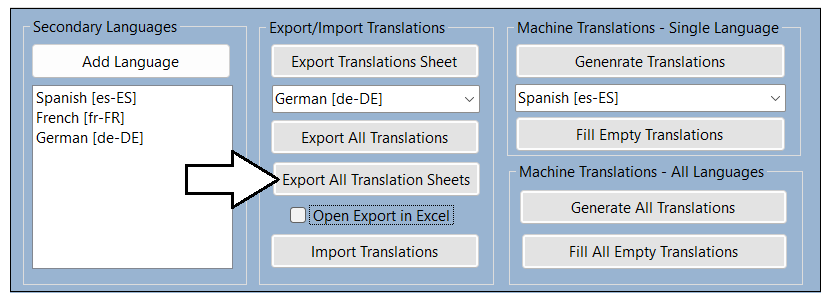 Secondary Languages
Add Language
Spanish [es-ES]
French [fr-FR]
German [de-DE]
Export/Import Translations
Export Translations Sheet
German [de-DE]
Export All Translations
Export All Translation Sheets
Open Export in Excel
Import Translations
Machine Translations - Single Language
Genenrate Translations
Spanish [es-ES]
Fill Empty Translations
Machine Translations - All Languages
Generate All Translations
Fill All Empty Translations